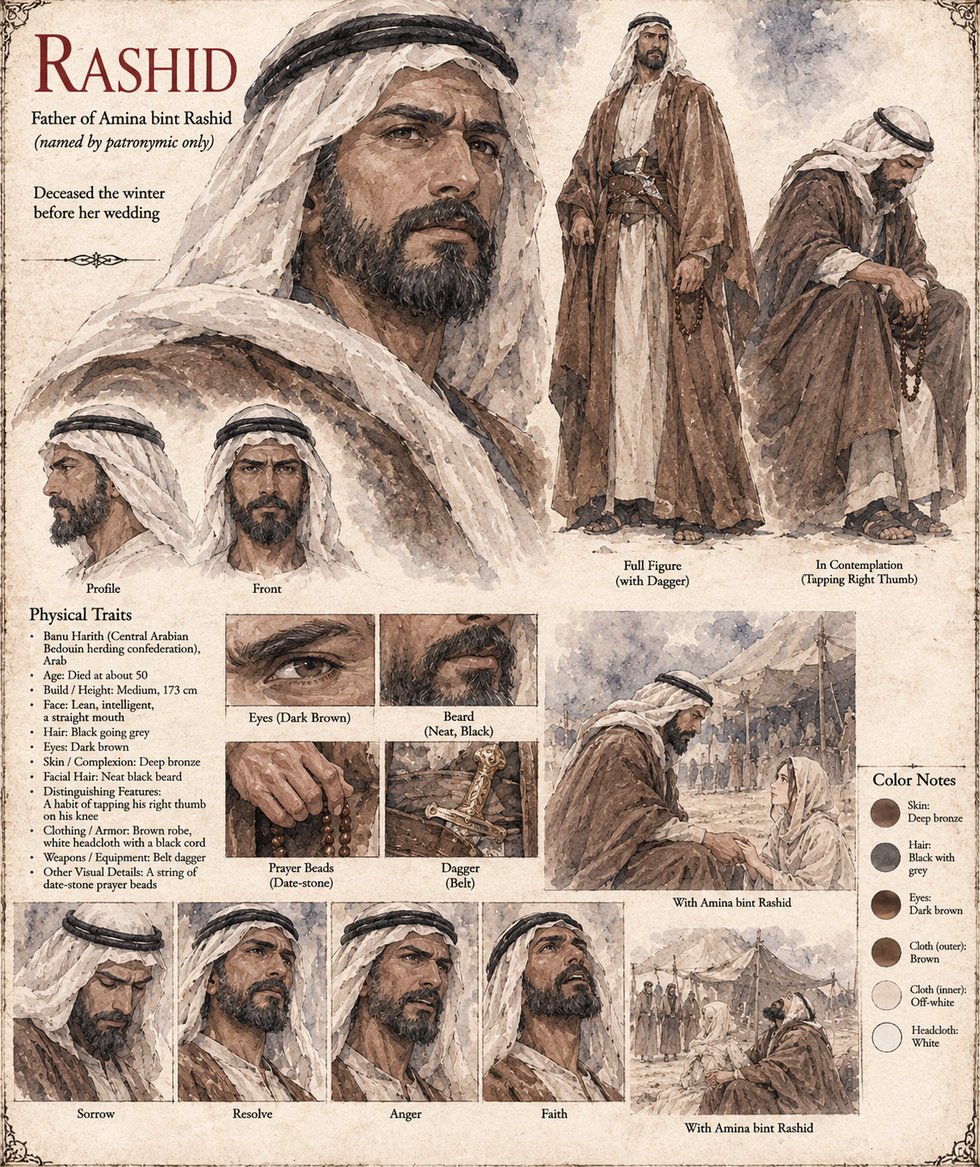 RASHID
Father of Amina bint Rashid
(named by patronymic only)
Deceased the winter
before her wedding
Profile
Front
Full Figure
(with Dagger)
In Contemplation
(Tapping Right Thumb)
Physical Traits
• Banu Harith (Central Arabian
Bedouin herding confederation),
Arab
• Age: Died at about 50
• Build / Height: Medium, 173 cm
• Face: Lean, intelligent,
a straight mouth
• Hair: Black going grey
• Eyes: Dark brown
• Skin / Complexion: Deep bronze
• Facial Hair: Neat black beard
• Distinguishing Features:
A habit of tapping his right thumb
on his knee
• Clothing / Armor: Brown robe,
white headcloth with a black cord
• Weapons / Equipment: Belt dagger
• Other Visual Details: A string of
date-stone prayer beads
Eyes (Dark Brown)
Beard
(Neat, Black)
Prayer Beads
(Date-stone)
Dagger
(Belt)
With Amina bint Rashid
Color Notes
Skin:
Deep bronze
Hair:
Black with
grey
Eyes:
Dark brown
Cloth (outer):
Brown
Cloth (inner):
Off-white
Headcloth:
White
Sorrow
Resolve
Anger
Faith
With Amina bint Rashid